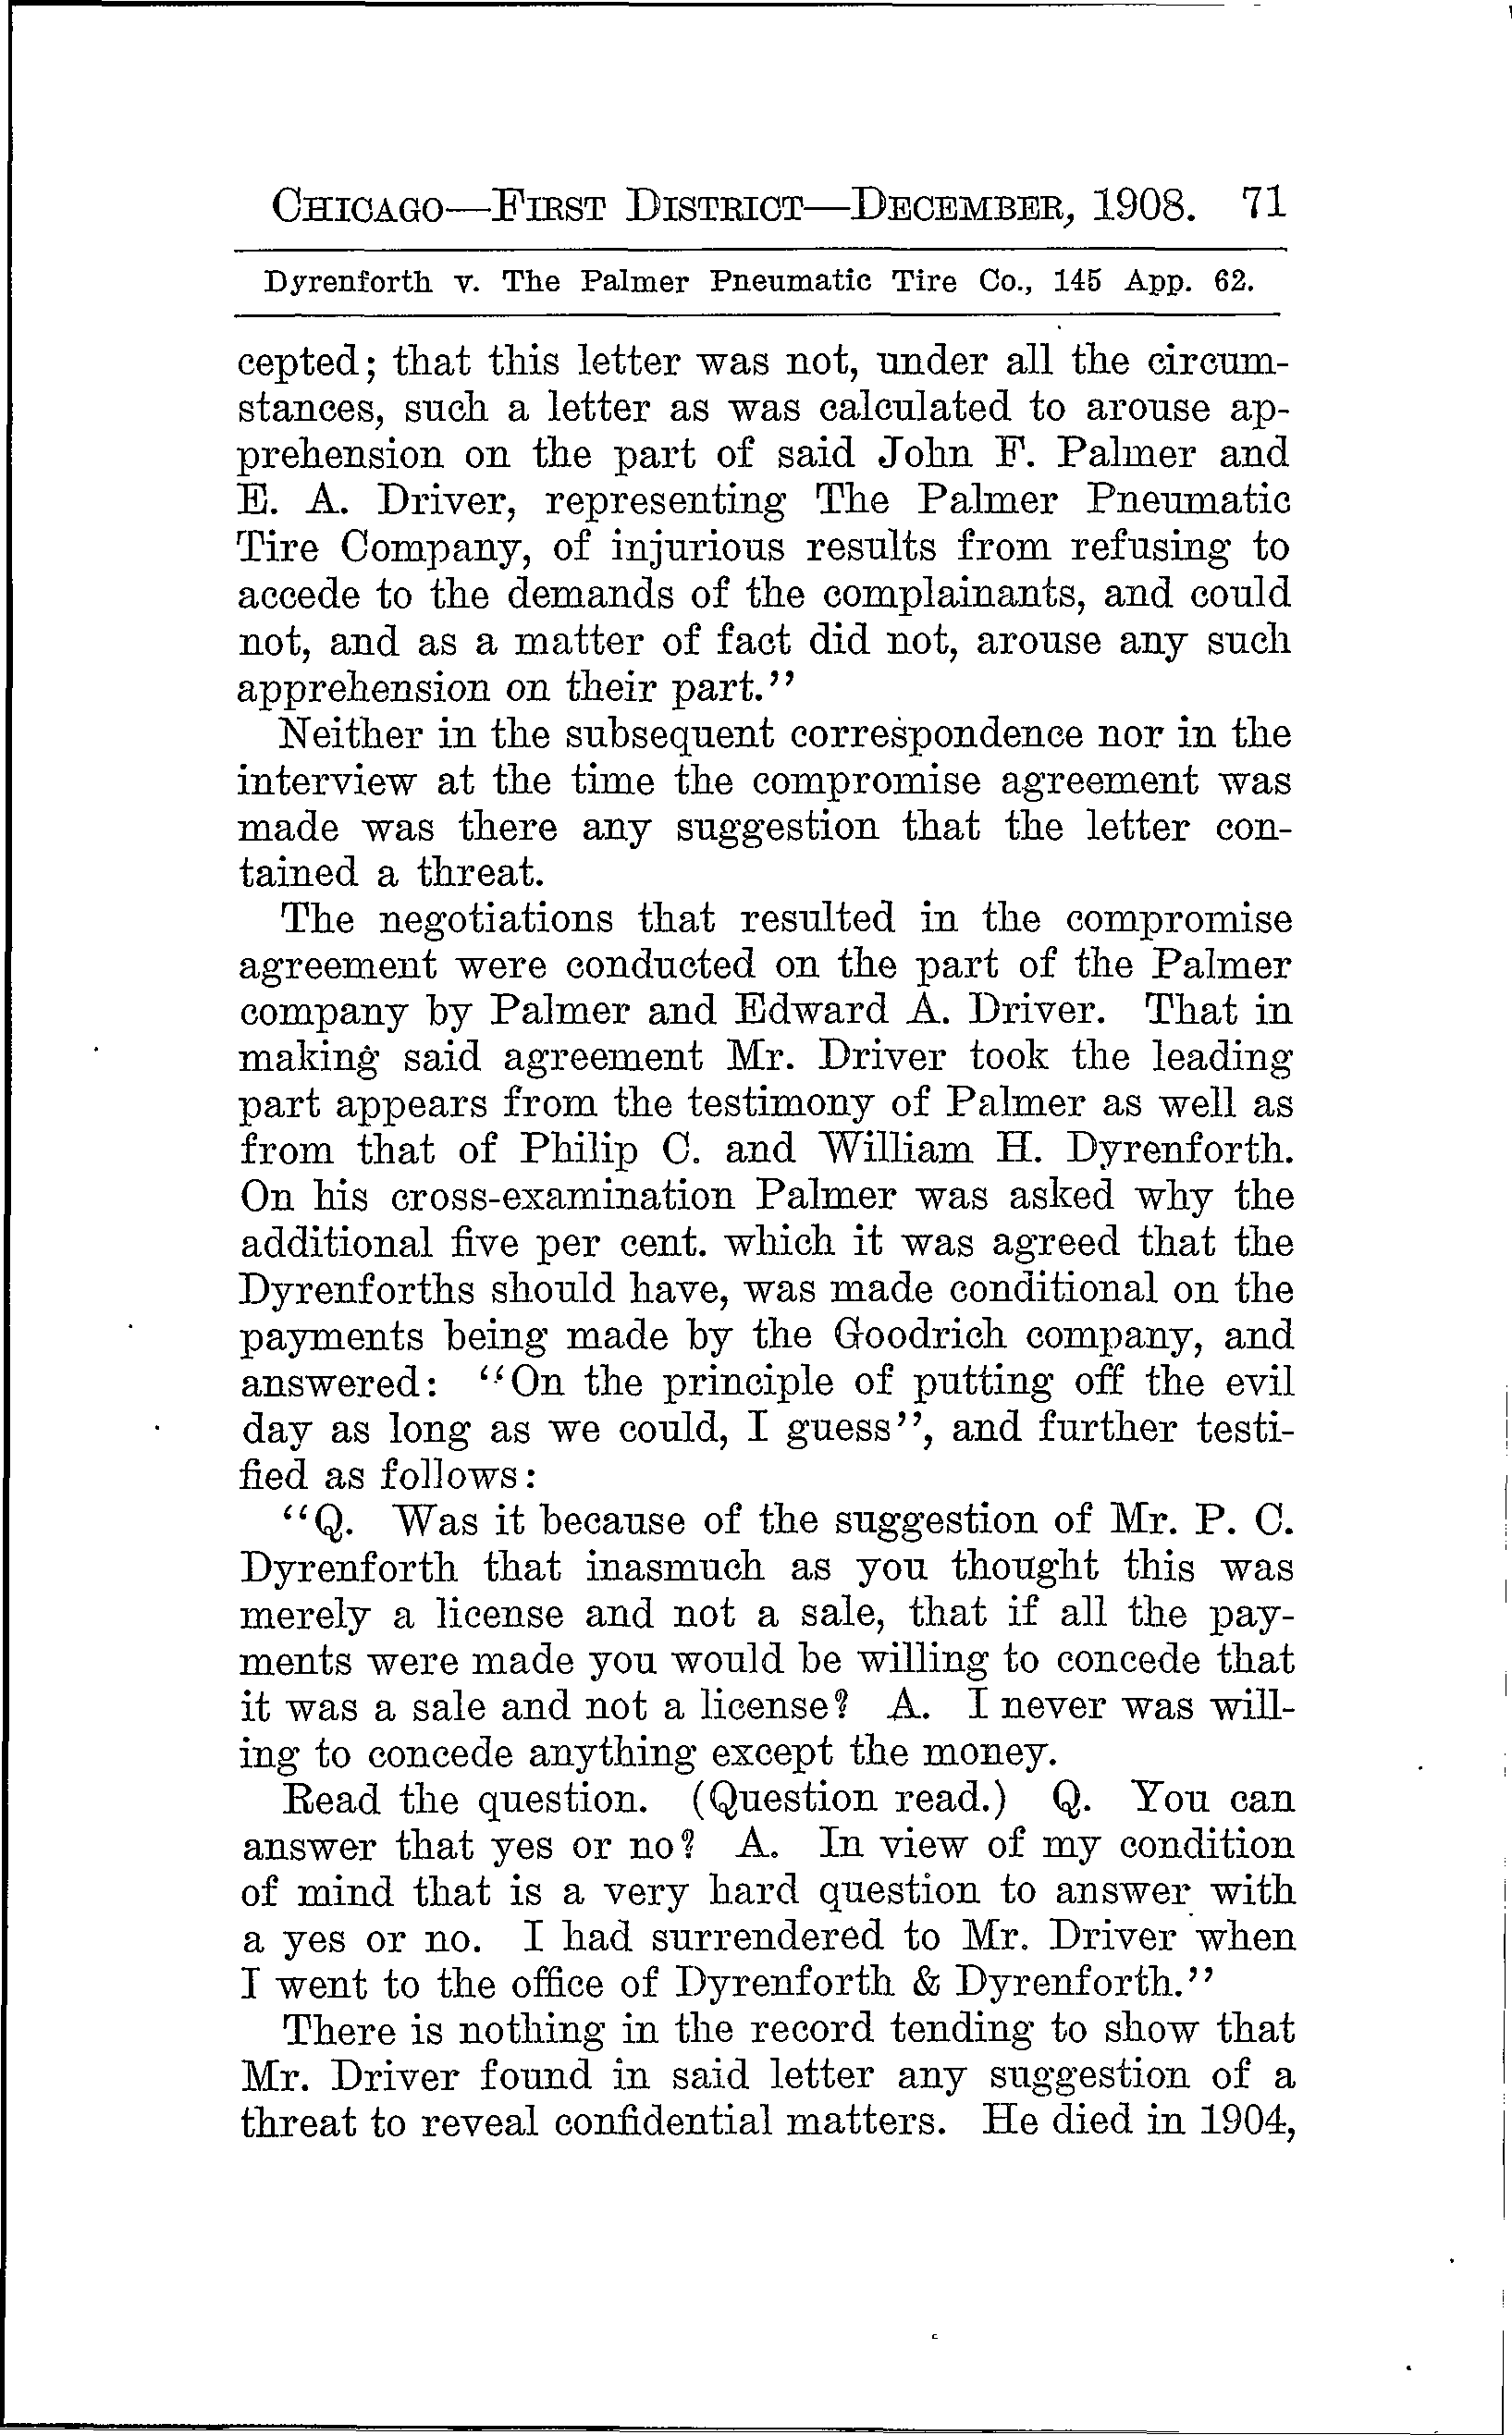 CHICAGO—FIRST DISTRICT—DECEMBER, 1908. 71
Dyrenforth v. The Palmer Pneumatic Tire Co., 145 App. 62.
cepted; that this letter was not, under all the circum-
stances, such a letter as was calculated to arouse ap-
prehension on the part of said John F. Palmer and
E. A. Driver, representing The Palmer Pneumatic
Tire Company, of injurious results from refusing to
accede to the demands of the complainants, and could
not, and as a matter of fact did not, arouse any such
apprehension on their part."
Neither in the subsequent correspondence nor in the
interview at the time the compromise agreement was
made was there any suggestion that the letter con-
tained a threat.
The negotiations that resulted in the compromise
agreement were conducted on the part of the Palmer
company by Palmer and Edward A. Driver. That in
making said agreement Mr. Driver took the leading
part appears from the testimony of Palmer as well as
from that of Philip C. and William H. Dyrenforth.
On his cross-examination Palmer was asked why the
additional five per cent. which it was agreed that the
Dyrenforths should have, was made conditional on the
payments being made by the Goodrich company, and
answered: "On the principle of putting off the evil
day as long as we could, I guess", and further testi-
fied as follows:
"Q. Was it because of the suggestion of Mr. P. C.
Dyrenforth that inasmuch as you thought this was
merely a license and not a sale, that if all the pay-
ments were made you would be willing to concede that
it was a sale and not a license? A. I never was will-
ing to concede anything except the money.
Read the question. (Question read.) Q. You can
answer that yes or no? A. In view of my condition
of mind that is a very hard question to answer with
a yes or no. I had surrendered to Mr. Driver when
I went to the office of Dyrenforth & Dyrenforth."
There is nothing in the record tending to show that
Mr. Driver found in said letter any suggestion of a
threat to reveal confidential matters. He died in 1904,